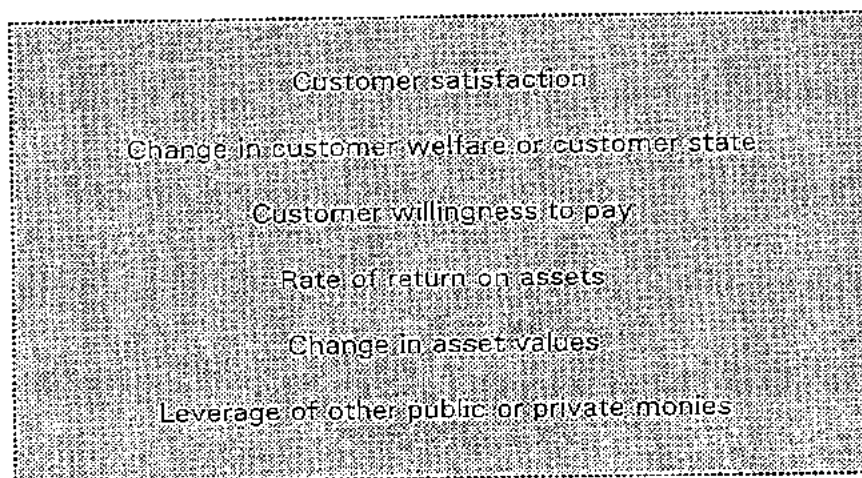 Customer satisfaction
Change in customer welfare or customer state
Customer willingness to pay
Rate of return on assets
Change in asset values
Leverage of other public or private monies